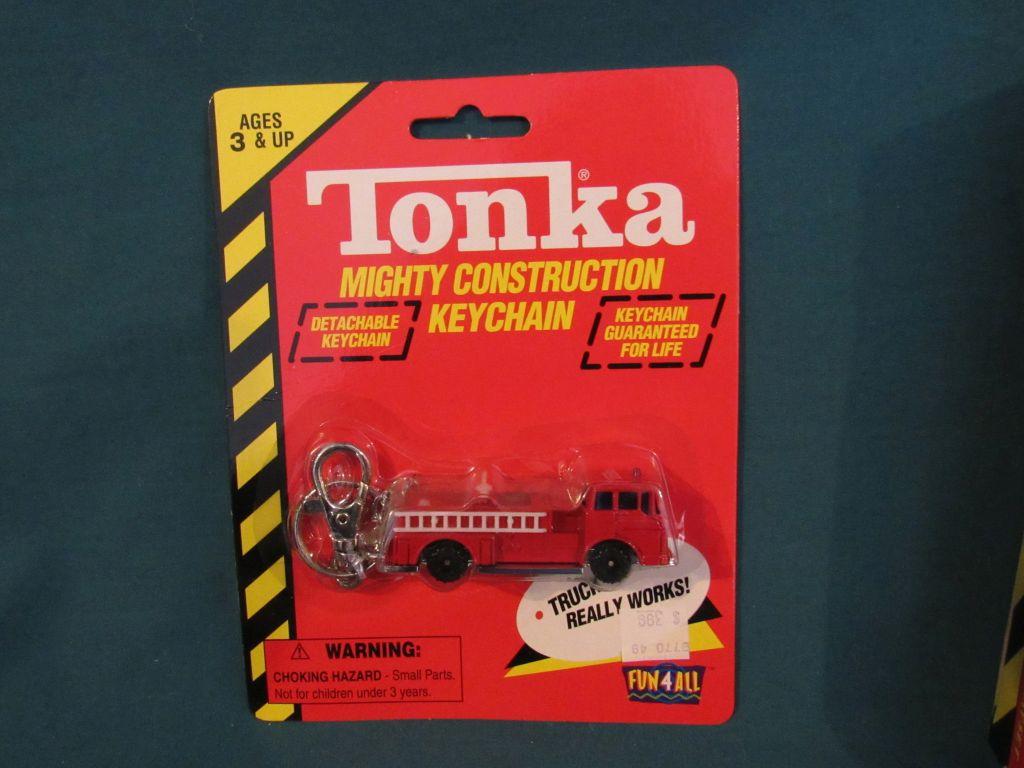 AGES
3 & UP
Tonka®
MIGHTY CONSTRUCTION
KEYCHAIN
DETACHABLE
KEYCHAIN
KEYCHAIN
GUARANTEED
FOR LIFE
REALLY WORKS!
WARNING:
CHOKING HAZARD - Small Parts.
Not for children under 3 years.
FUN4ALL™